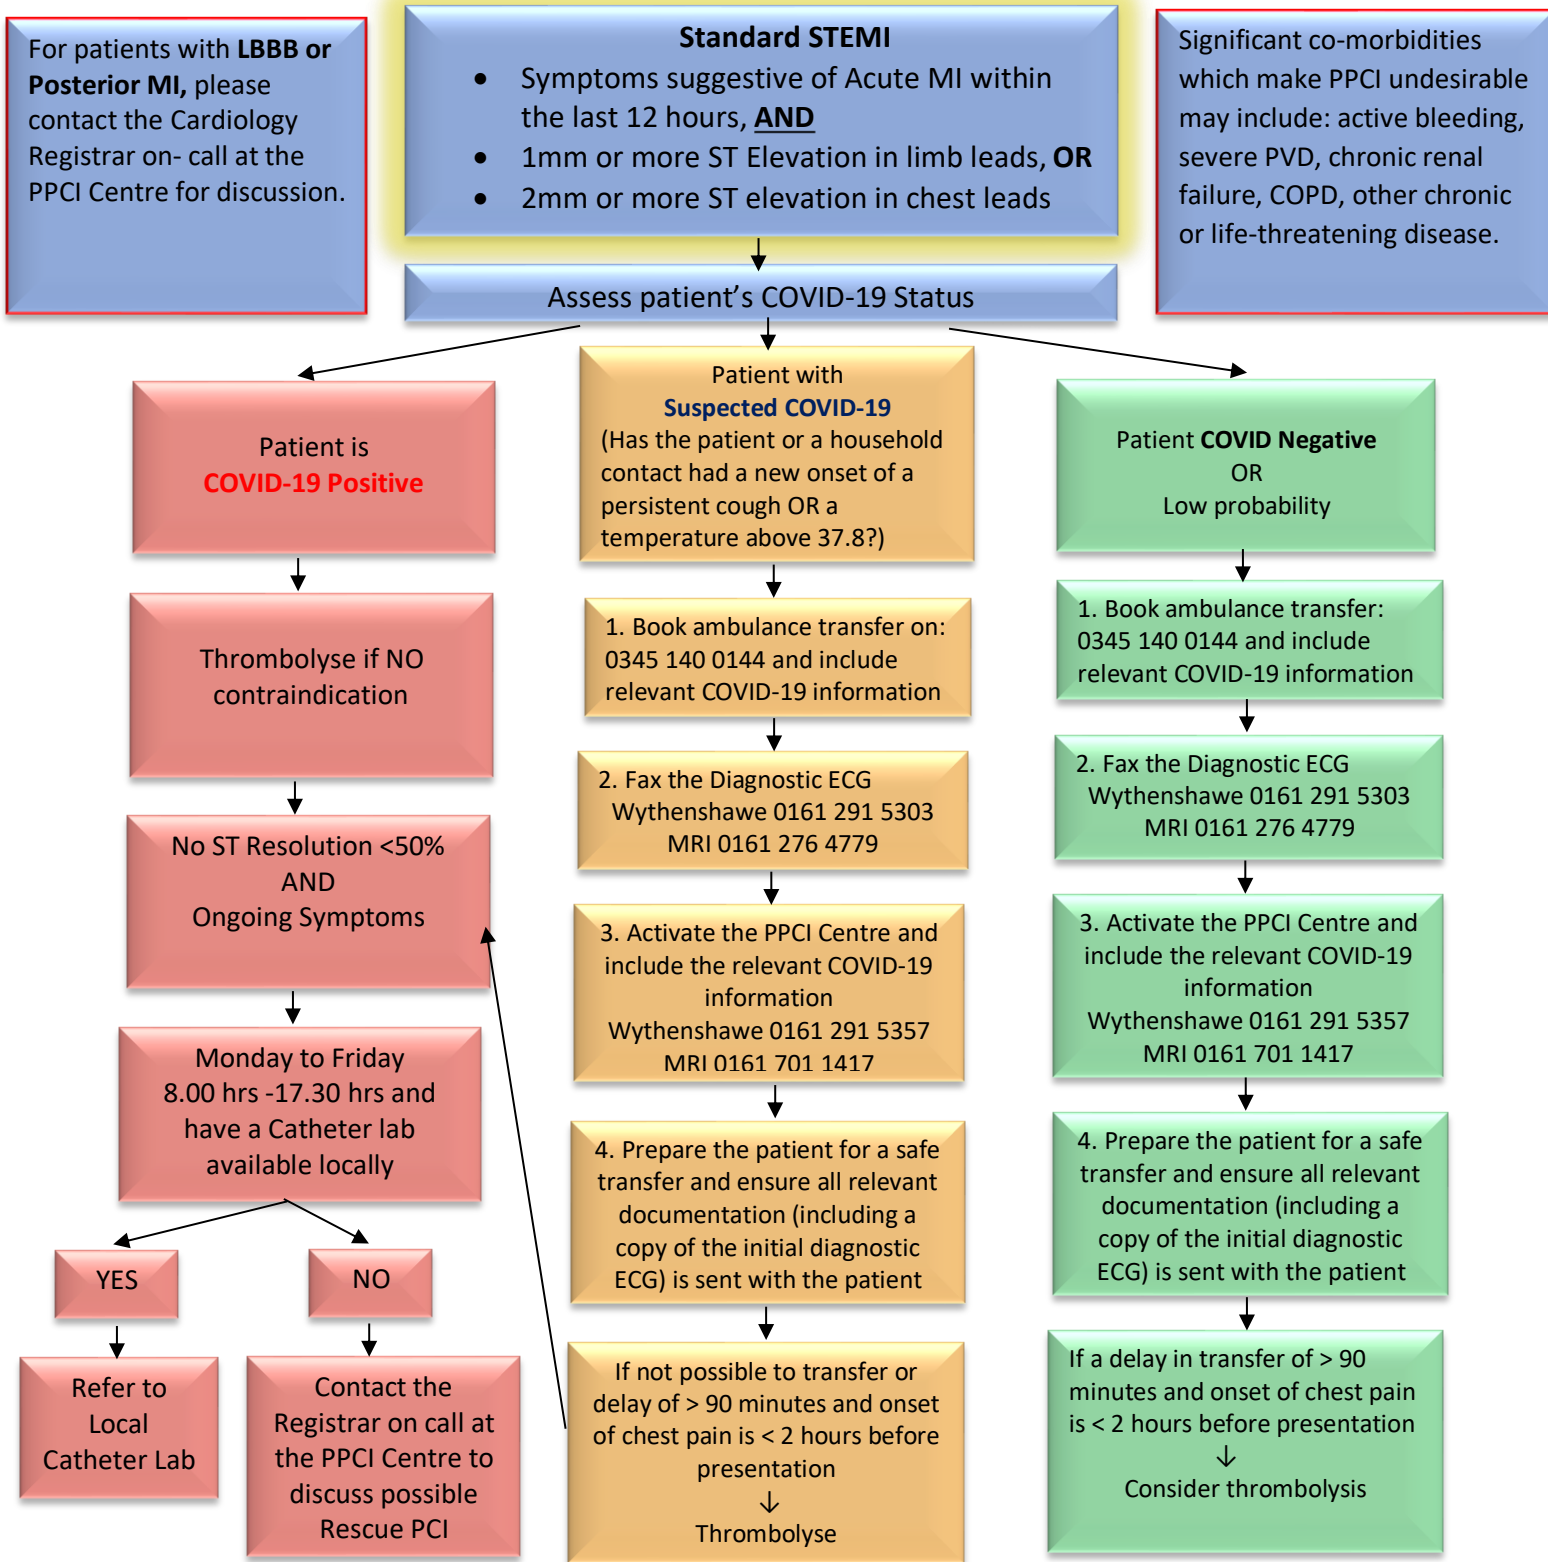 For patients with LBBB or
Posterior MI, please
contact the Cardiology
Registrar on- call at the
PPCI Centre for discussion.
Standard STEMI
• Symptoms suggestive of Acute MI within
the last 12 hours, AND
• 1mm or more ST Elevation in limb leads, OR
• 2mm or more ST elevation in chest leads
Significant co-morbidities
which make PPCI undesirable
may include: active bleeding,
severe PVD, chronic renal
failure, COPD, other chronic
or life-threatening disease.
Assess patient’s COVID-19 Status
Patient is
COVID-19 Positive
Thrombolyse if NO
contraindication
No ST Resolution <50%
AND
Ongoing Symptoms
Monday to Friday
8.00 hrs -17.30 hrs and
have a Catheter lab
available locally
YES
NO
Refer to
Local
Catheter Lab
Contact the
Registrar on call at
the PPCI Centre to
discuss possible
Rescue PCI
Patient with
Suspected COVID-19
(Has the patient or a household
contact had a new onset of a
persistent cough OR a
temperature above 37.8?)
1. Book ambulance transfer on:
0345 140 0144 and include
relevant COVID-19 information
2. Fax the Diagnostic ECG
Wythenshawe 0161 291 5303
MRI 0161 276 4779
3. Activate the PPCI Centre and
include the relevant COVID-19
information
Wythenshawe 0161 291 5357
MRI 0161 701 1417
4. Prepare the patient for a safe
transfer and ensure all relevant
documentation (including a
copy of the initial diagnostic
ECG) is sent with the patient
If not possible to transfer or
delay of > 90 minutes and onset
of chest pain is < 2 hours before
presentation
↓
Thrombolyse
Patient COVID Negative
OR
Low probability
1. Book ambulance transfer:
0345 140 0144 and include
relevant COVID-19 information
2. Fax the Diagnostic ECG
Wythenshawe 0161 291 5303
MRI 0161 276 4779
3. Activate the PPCI Centre and
include the relevant COVID-19
information
Wythenshawe 0161 291 5357
MRI 0161 701 1417
4. Prepare the patient for a safe
transfer and ensure all relevant
documentation (including a
copy of the initial diagnostic
ECG) is sent with the patient
If a delay in transfer of > 90
minutes and onset of chest pain
is < 2 hours before presentation
↓
Consider thrombolysis